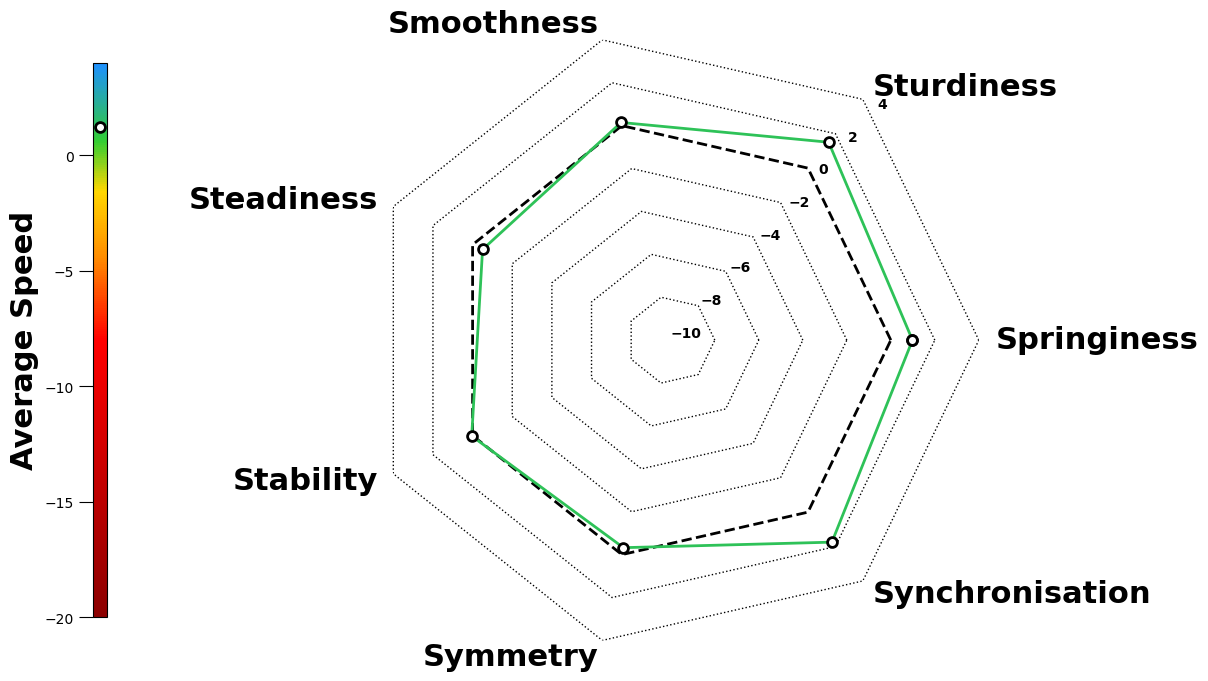 Smoothness
Sturdiness
4
2
0
−2
−4
−6
−8
−10
Steadiness
Springiness
Stability
Synchronisation
Symmetry
Average Speed
0
−5
−10
−15
−20